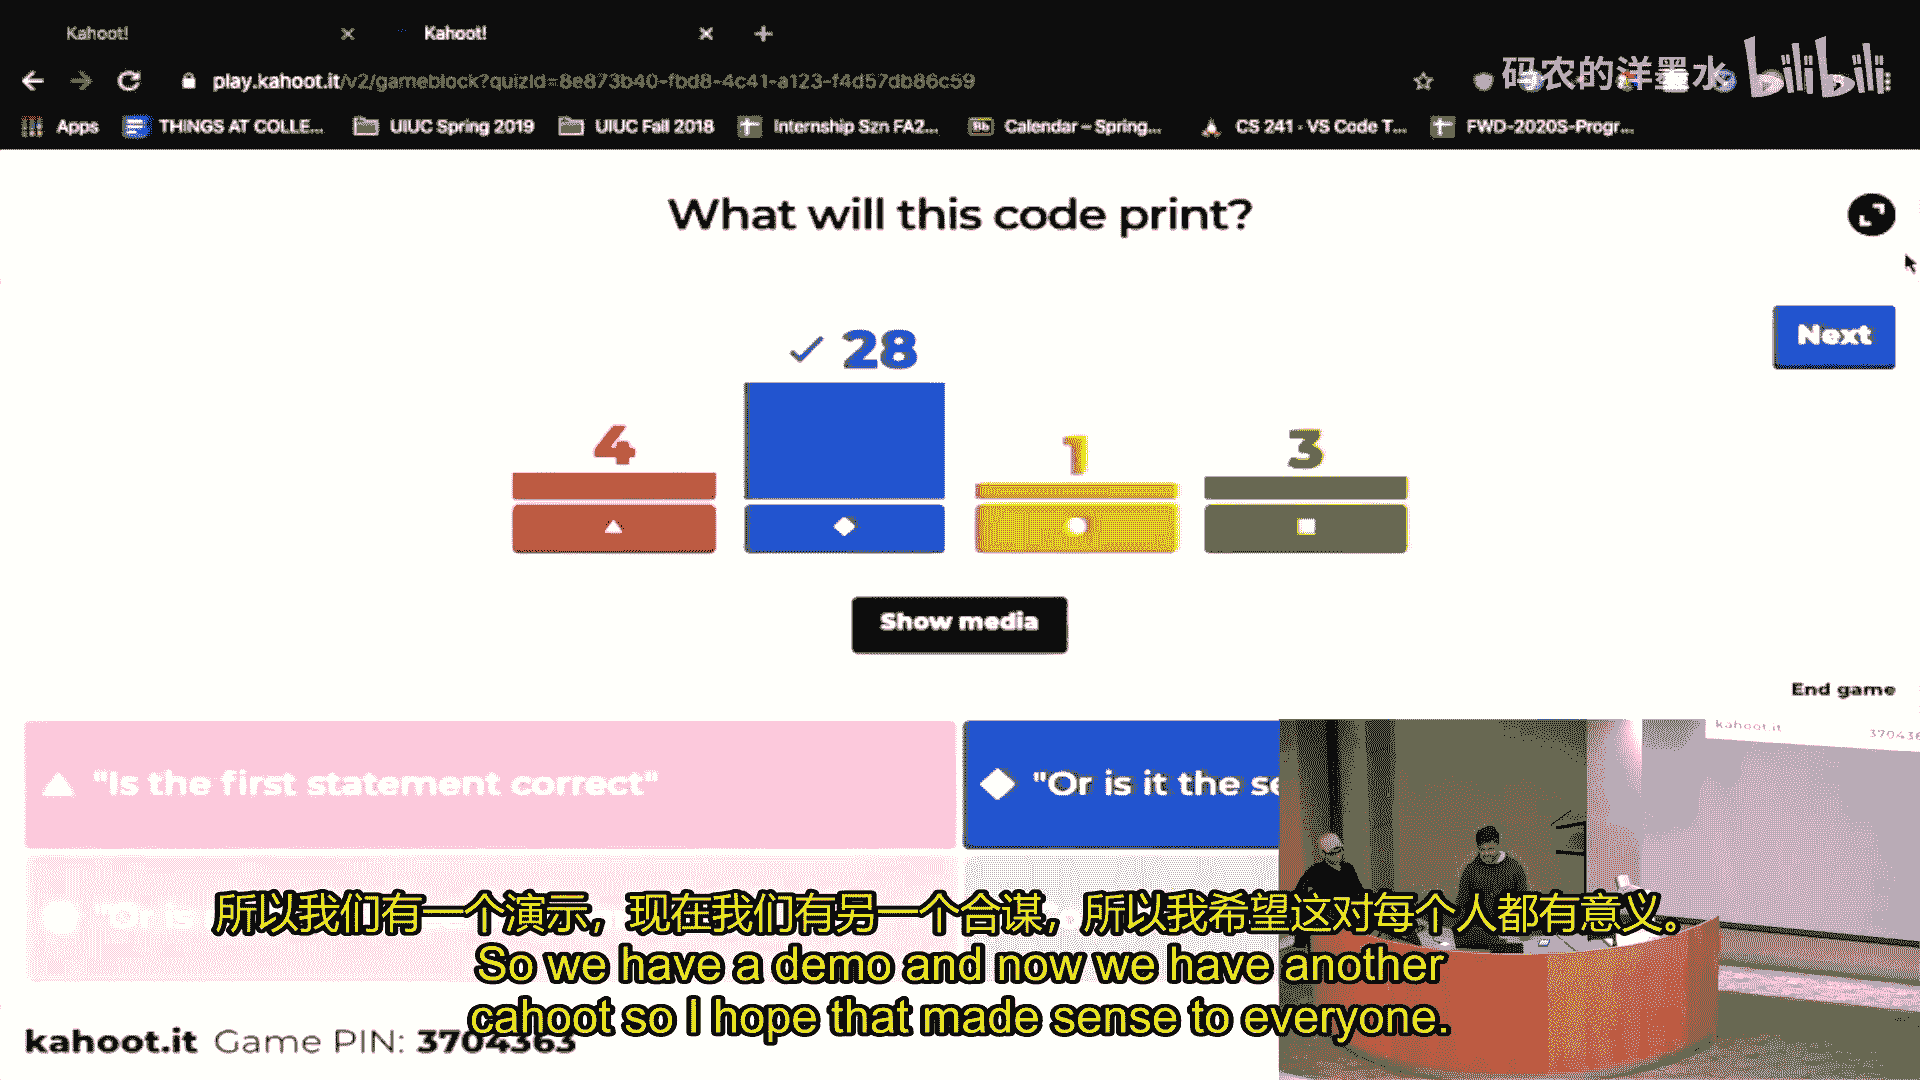 Kahoot!
Kahoot!
play.kahoot.it/v2/gameblock?quizId=8e873b40-fbd8-4c41-a123-f4d57db86c59
码农的洋墨水
bilibili
Apps
THINGS AT COLLE...
UIUC Spring 2019
UIUC Fall 2018
Internship Szn FA2...
Calendar – Spring...
CS 241 - VS Code T...
FWD-2020S-Progr...
What will this code print?
Next
28
4
1
3
Show media
End game
kahoot.it
370436
"Is the first statement correct"
"Or is it the se
"Or is
所以我们有一个演示，现在我们有另一个合谋，所以我希望这对每个人都有意义。
So we have a demo and now we have another
cahoot so I hope that made sense to everyone.
kahoot.it Game PIN: 3704363